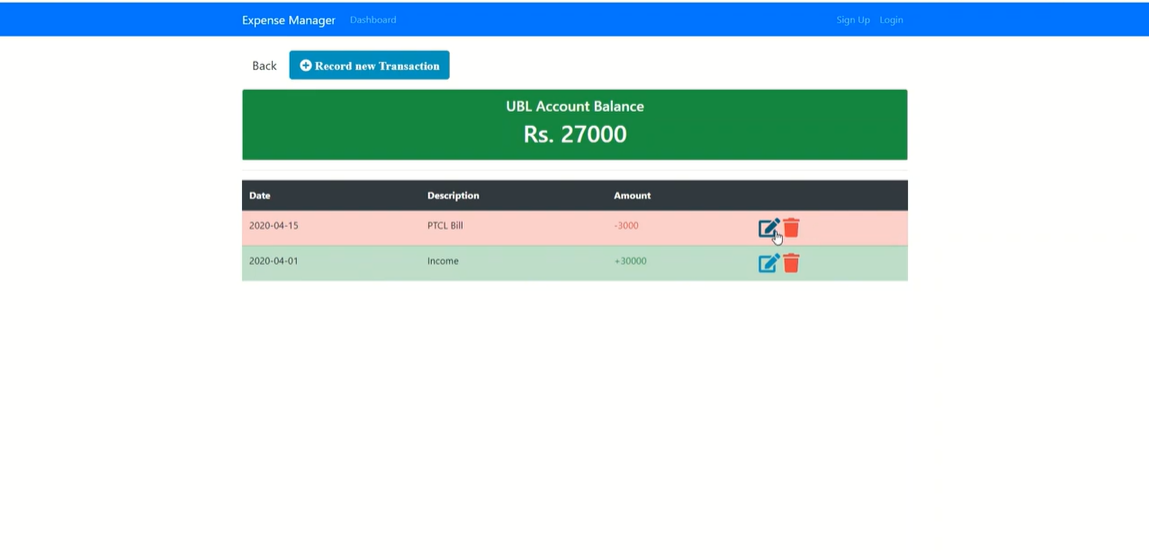 Expense Manager Dashboard Sign Up Login
Back Record new Transaction
UBL Account Balance
Rs. 27000
Date Description Amount
2020-04-15 PTCL Bill -3000
2020-04-01 Income +30000